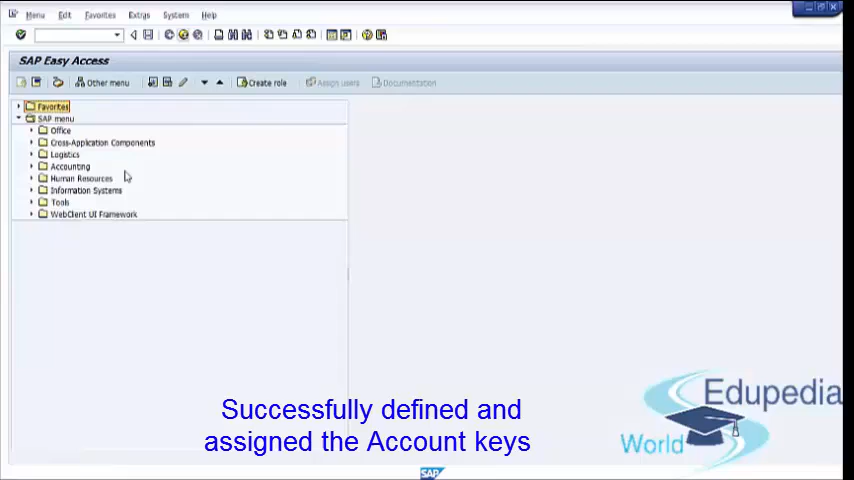 Menu Edit Favorites Extras System Help
SAP Easy Access
Other menu Create role Assign users Documentation
Favorites
SAP menu
Office
Cross-Application Components
Logistics
Accounting
Human Resources
Information Systems
Tools
WebClient UI Framework
Successfully defined and
assigned the Account keys
Edupedia
World
SAP